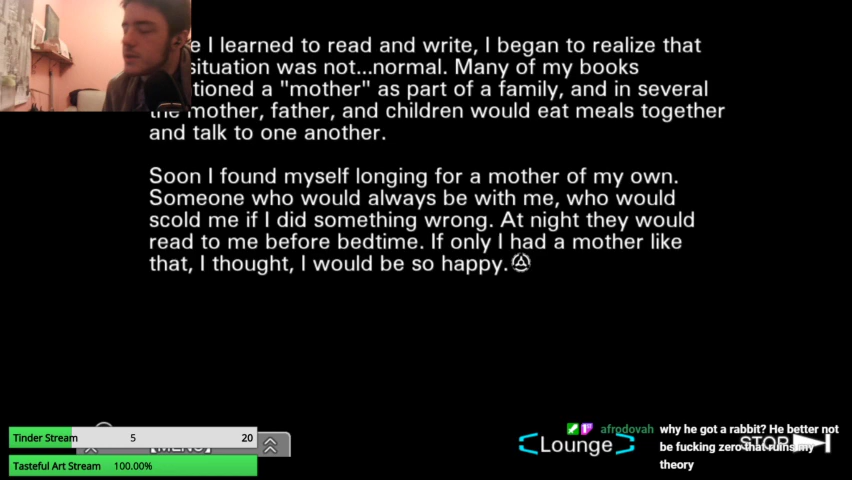 e I learned to read and write, I began to realize that
situation was not...normal. Many of my books
tioned a "mother" as part of a family, and in several
the mother, father, and children would eat meals together
and talk to one another.
Soon I found myself longing for a mother of my own.
Someone who would always be with me, who would
scold me if I did something wrong. At night they would
read to me before bedtime. If only I had a mother like
that, I thought, I would be so happy.
Tinder Stream 5 20
[MENU]
Tasteful Art Stream 100.00%
Lounge
STOP
afrodovah why he got a rabbit? He better not
be fucking zero that ruins my
theory